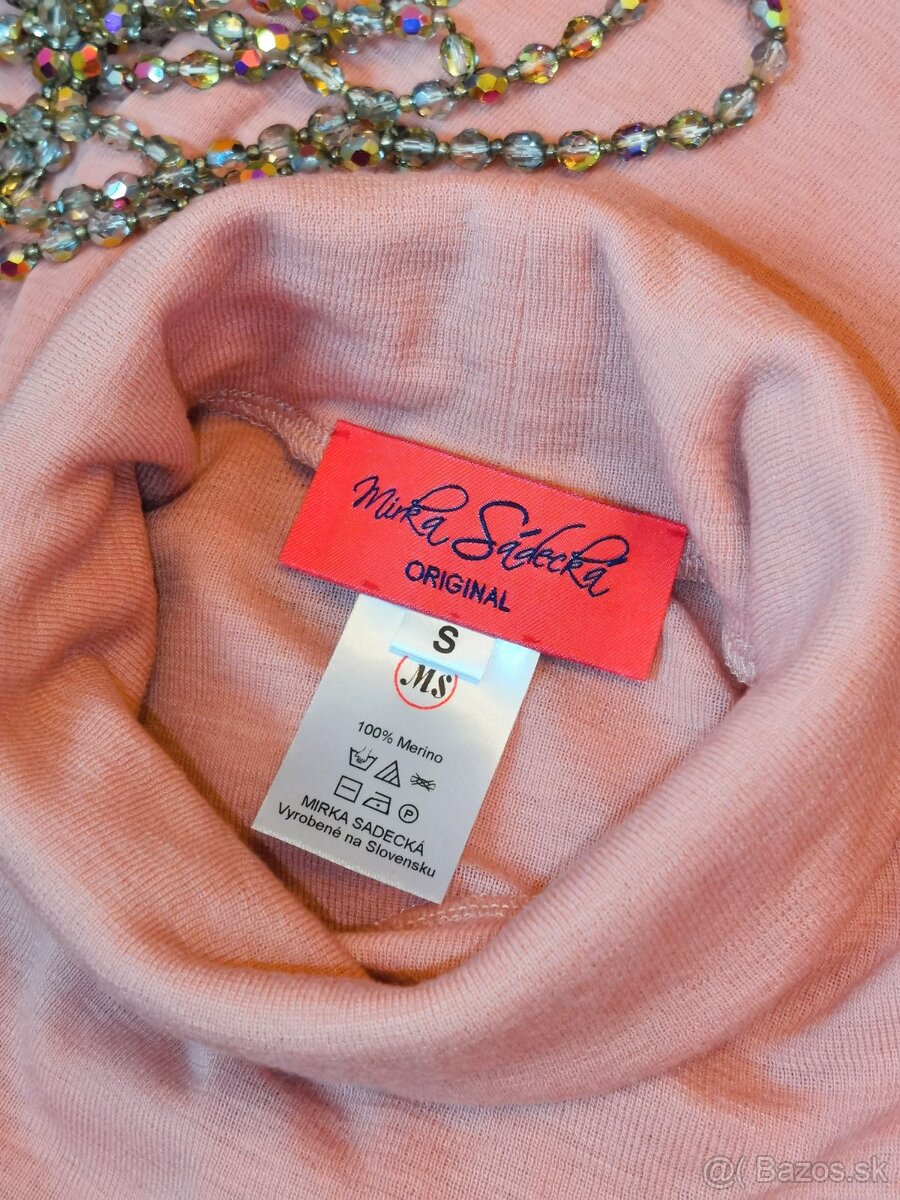 Mirka Sádecká
ORIGINAL
S
MS
100% Merino
P
MIRKA SADECKÁ
Vyrobené na Slovensku
@( Bazos.sk